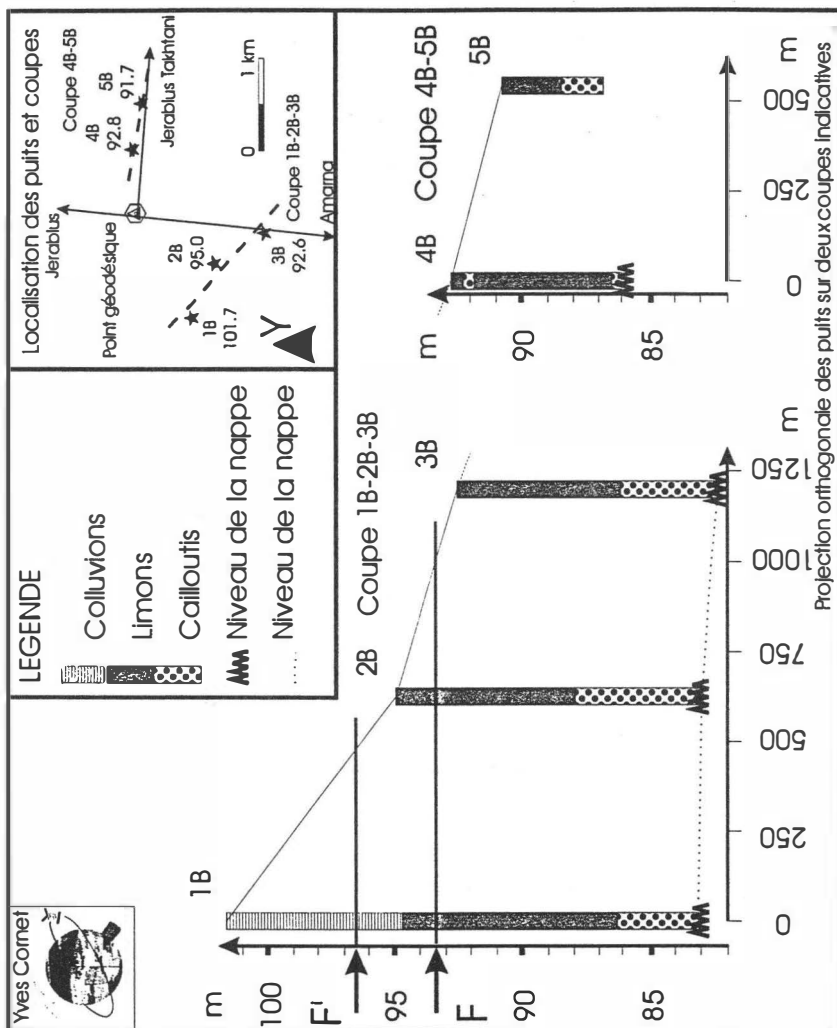 Yves Cornet
LEGENDE
Colluvions
Limons
Cailloutis
Niveau de la nappe
Niveau de la nappe
Localisation des puits et coupes
Jerablus
Point géodésique
4B
92.8
Coupe 4B-5B
5B
91.7
Jerablus Takhtani
1B
101.7
2B
95.0
3B
92.6
Coupe 1B-2B-3B
Amarna
Y
0
1 km
m
100
95
90
85
F'
F
1B
2B
Coupe 1B-2B-3B
3B
0
250
500
750
1000
1250
m
m
90
85
4B
Coupe 4B-5B
5B
0
250
500
m
Projection orthogonale des puits sur deux coupes indicatives